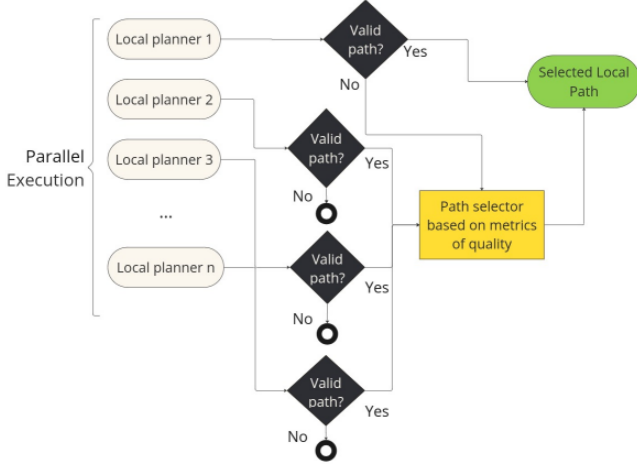 Local planner 1
Valid
path?
Yes
No
Selected Local
Path
Local planner 2
Valid
path?
Yes
No
Parallel
Execution
Local planner 3
...
Path selector
based on metrics
of quality
Local planner n
Valid
path?
Yes
No
Valid
path?
Yes
No